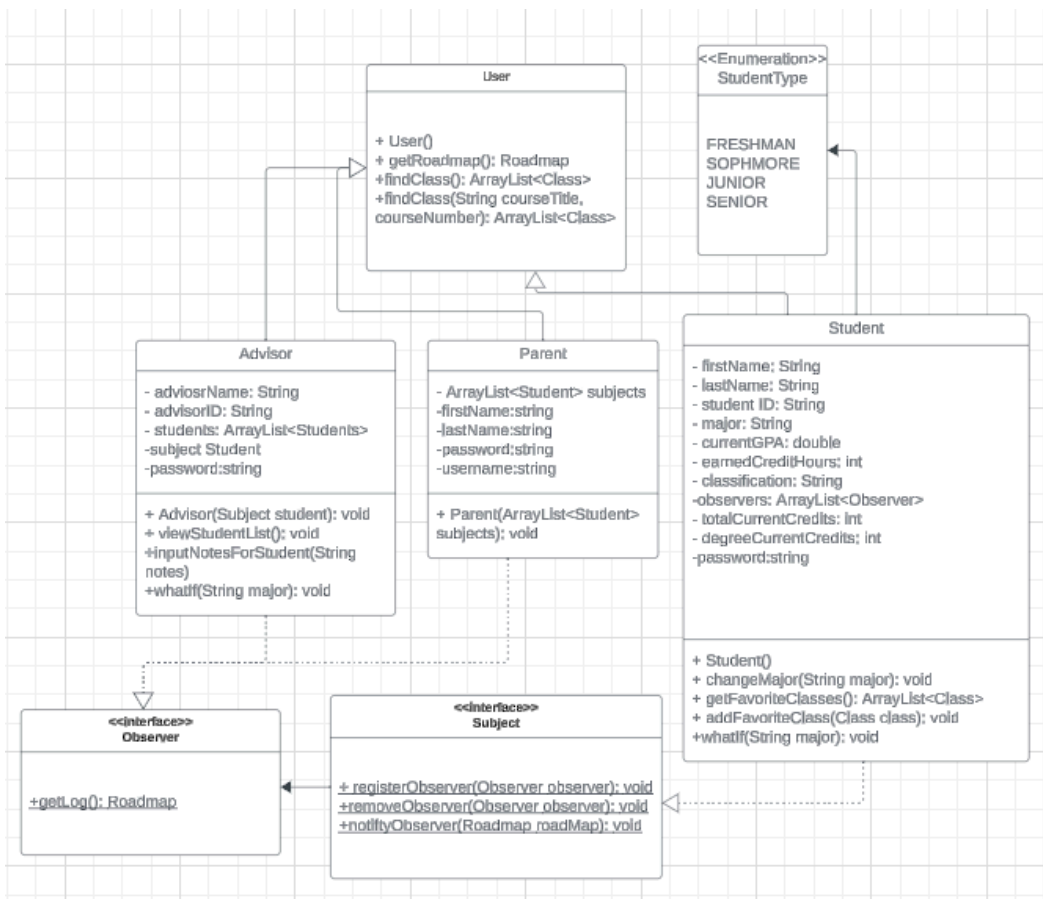 User
+ User()
+ getRoadmap(): Roadmap
+findClass(): ArrayList<Class>
+findClass(String courseTitle,
courseNumber): ArrayList<Class>
<<Enumeration>>
StudentType
FRESHMAN
SOPHMORE
JUNIOR
SENIOR
Advisor
- adviosrName: String
- advisorID: String
- students: ArrayList<Students>
-subject Student
-password:string
+ Advisor(Subject student): void
+ viewStudentList(): void
+inputNotesForStudent(String
notes)
+whatIf(String major): void
Parent
- ArrayList<Student> subjects
-firstName:string
-lastName:string
-password:string
-username:string
+ Parent(ArrayList<Student>
subjects): void
Student
- firstName: String
- lastName: String
- student ID: String
- major: String
- currentGPA: double
- earnedCreditHours: int
- classification: String
-observers: ArrayList<Observer>
- totalCurrentCredits: int
- degreeCurrentCredits: int
-password:string
+ Student()
+ changeMajor(String major): void
+ getFavoriteClasses(): ArrayList<Class>
+ addFavoriteClass(Class class): void
+whatIf(String major): void
<<interface>>
Observer
+getLog(): Roadmap
<<interface>>
Subject
+ registerObserver(Observer observer): void
+removeObserver(Observer observer): void
+notiftyObserver(Roadmap roadMap): void